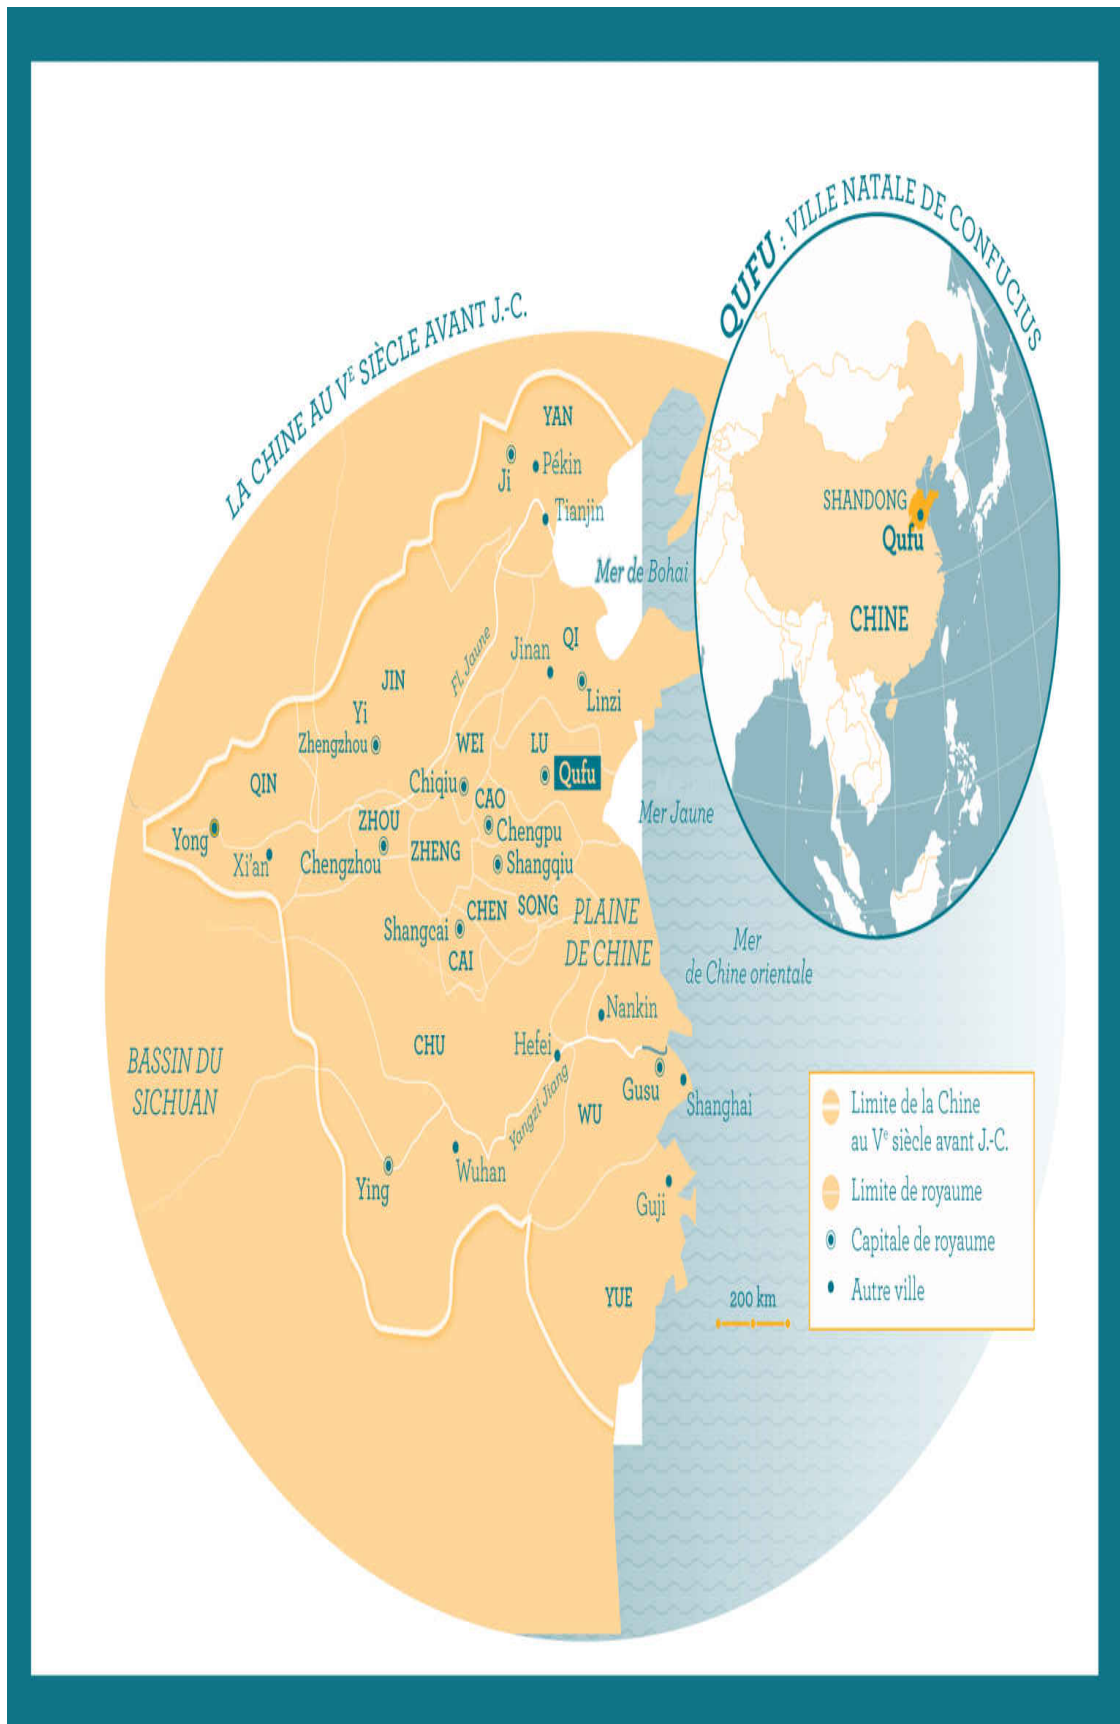 LA CHINE AU VE SIÈCLE AVANT J.-C.
QUFU : VILLE NATALE DE CONFUCIUS
SHANDONG
Qufu
CHINE
YAN
Ji
Pékin
Tianjin
Mer de Bohai
Fl. Jaune
Jinan
QI
Linzi
JIN
Yi
Zhengzhou
WEI
LU
Qufu
QIN
Chiqiu
CAO
Mer Jaune
Yong
Xi'an
ZHOU
Chengzhou
ZHENG
Chengpu
Shangqiu
CHEN
SONG
Shangcai
CAI
PLAINE
DE CHINE
Mer
de Chine orientale
Nankin
CHU
Hefei
BASSIN DU
SICHUAN
Yangzi Jiang
WU
Gusu
Shanghai
Wuhan
Ying
Guji
YUE
200 km
Limite de la Chine
au Ve siècle avant J.-C.
Limite de royaume
Capitale de royaume
Autre ville